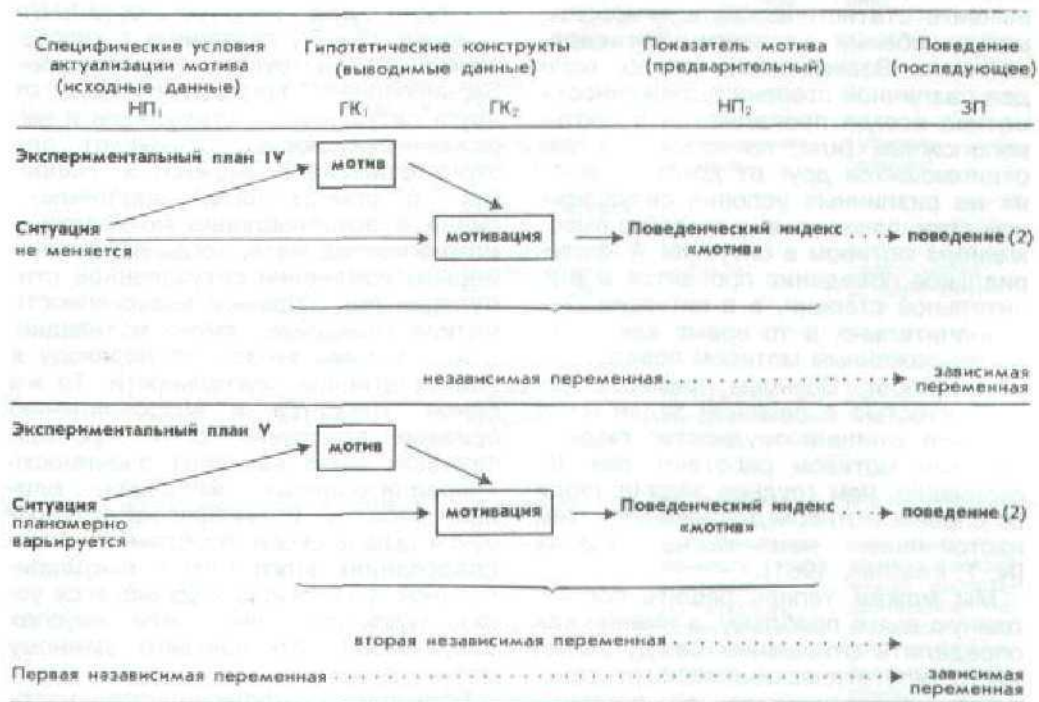 Специфические условия Гипотетические конструкты Показатель мотива Поведение
актуализации мотива (выводимые данные) (предварительный) (последующее)
(исходные данные)
НП₁ ГК₁ ГК₂ НП₂ ЗП
Экспериментальный план IV
мотив
Ситуация
не меняется
мотивация
Поведенческий индекс
«мотив»
поведение (2)
независимая переменная
зависимая
переменная
Экспериментальный план V
мотив
Ситуация
планомерно
варьируется
мотивация
Поведенческий индекс
«мотив»
поведение (2)
вторая независимая переменная
Первая независимая переменная
зависимая
переменная